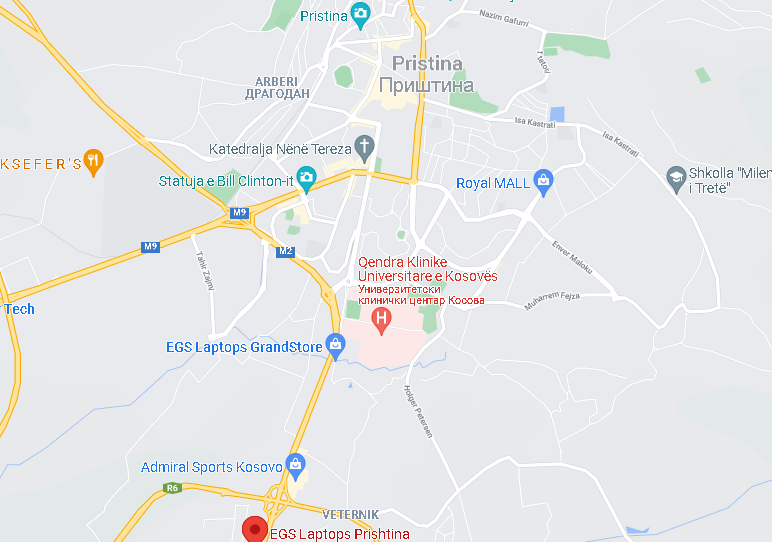 Pristina
Nazim Gafurri
Pristina
Приштина
Tetovi
ARBERI
ДРАГОДАН
Isa Kastrati
Isa Kastrati
Katedralja Nënë Tereza
KSEFER'S
Statuja e Bill Clinton-it
Royal MALL
Shkolla "Milen
i Tretë"
M9
M9
M2
Tahir Zajmi
Enver Maloku
Qendra Klinike
Universitare e Kosovës
Универзитетски
клинички центар Косова
Muharrem Fejza
H
Tech
EGS Laptops GrandStore
Holger Petersen
Admiral Sports Kosovo
R6
VETERNIK
EGS Laptops Prishtina